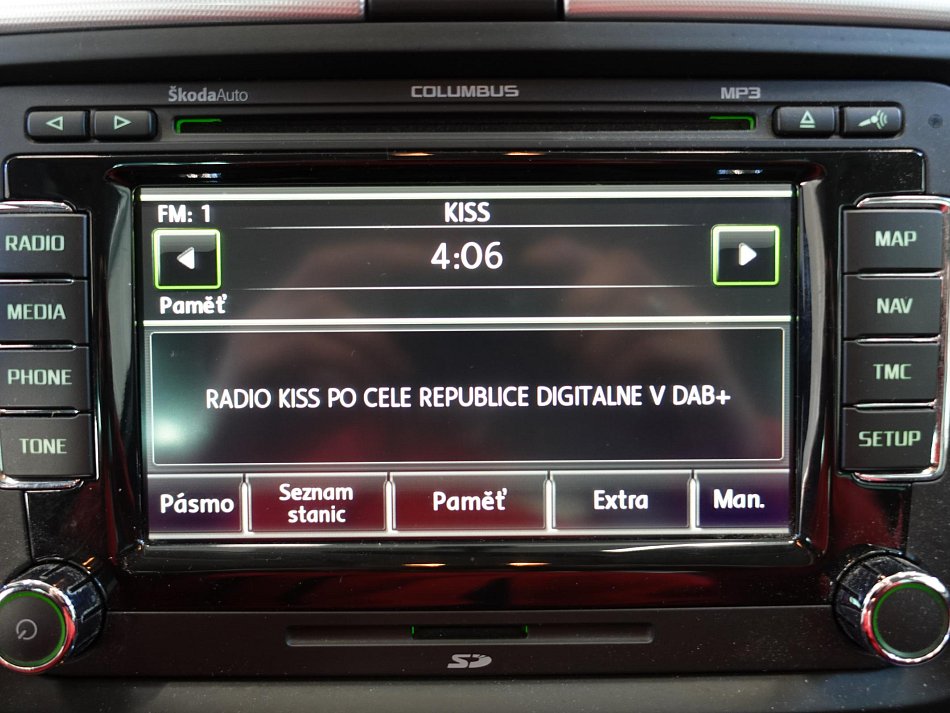 ŠkodaAuto COLUMBUS MP3
FM: 1 KISS
RADIO 4:06 MAP
MEDIA Paměť NAV
PHONE TMC
RADIO KISS PO CELE REPUBLICE DIGITALNE V DAB+
TONE SETUP
Pásmo Seznam stanic Paměť Extra Man.
SD